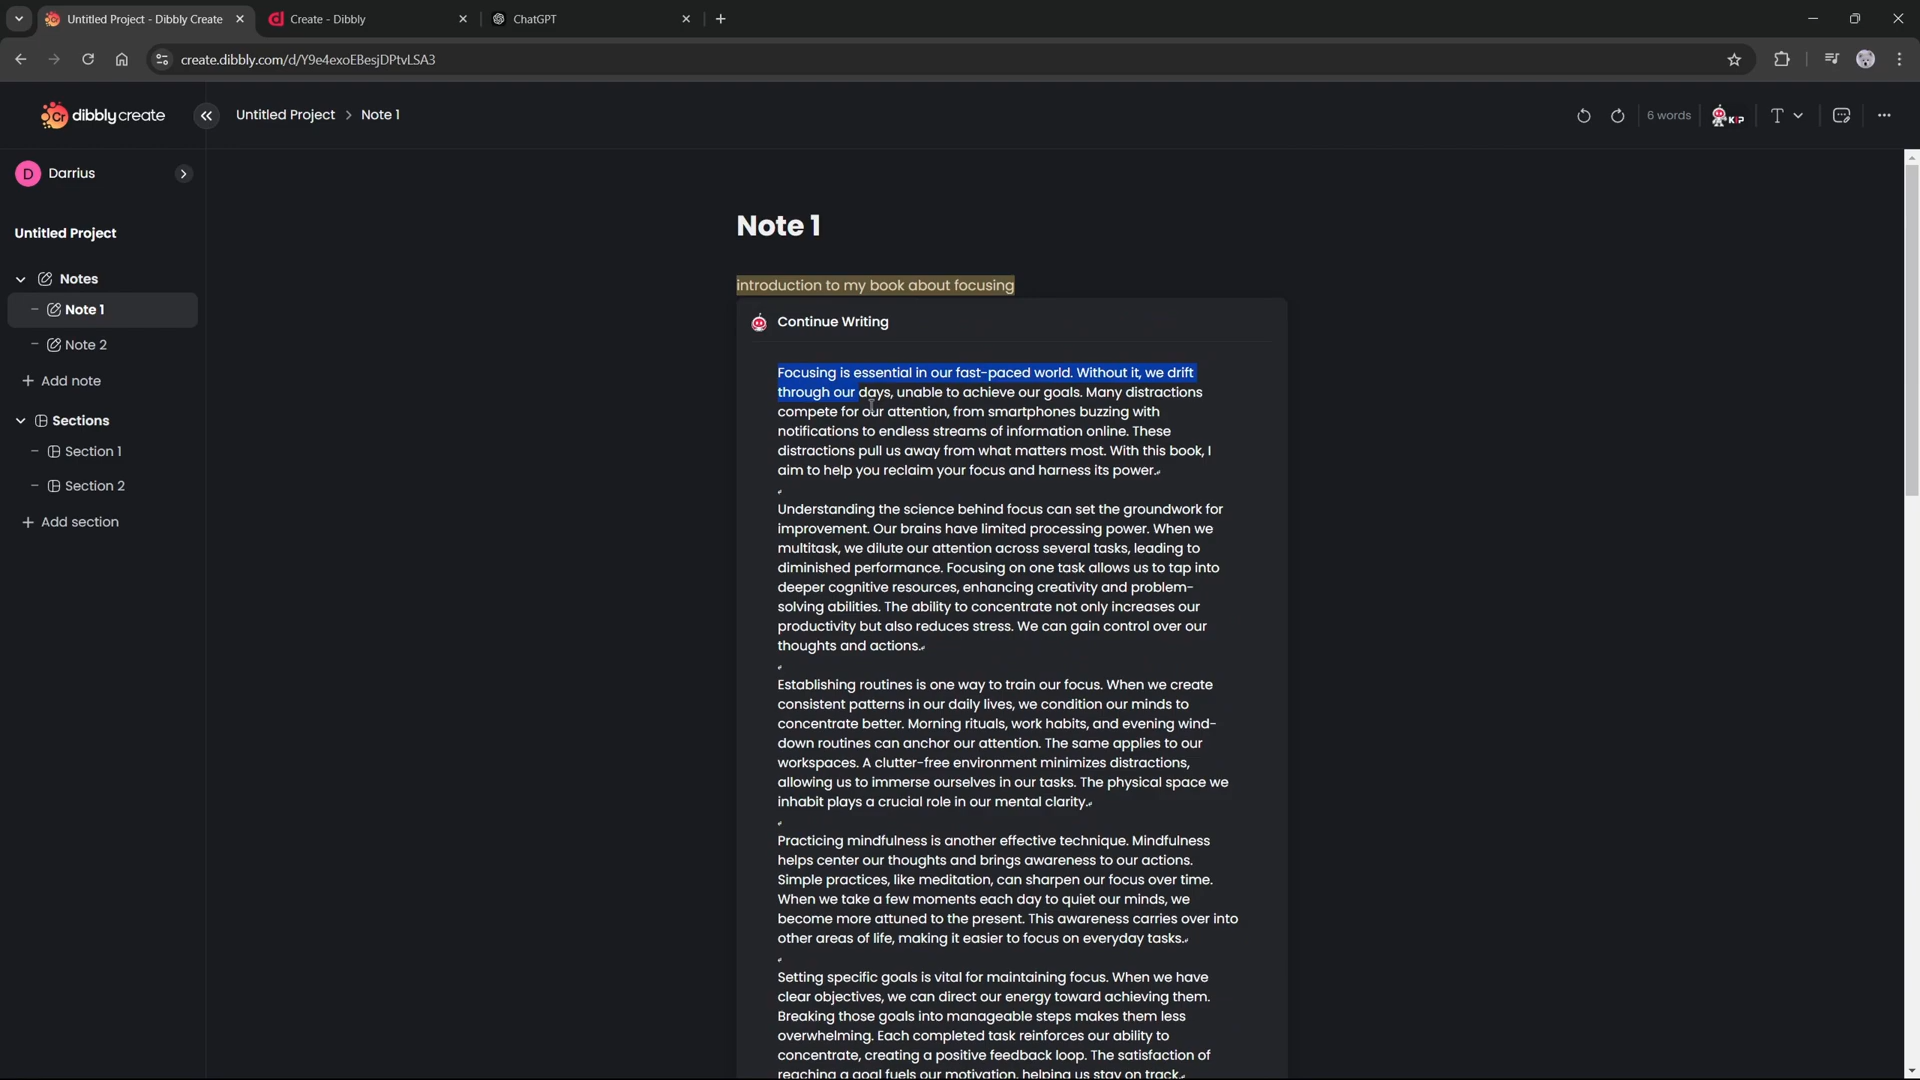 Untitled Project - Dibbly Create
Create - Dibbly
ChatGPT
create.dibbly.com/d/Y9e4exoEBesjDPtvLSA3
Cr dibblycreate
Untitled Project > Note 1
6 words
KIP
T
D Darrius
Untitled Project
Notes
Note 1
Note 2
+ Add note
Sections
Section 1
Section 2
+ Add section
Note 1
introduction to my book about focusing
Continue Writing
Focusing is essential in our fast-paced world. Without it, we drift
through our days, unable to achieve our goals. Many distractions
compete for our attention, from smartphones buzzing with
notifications to endless streams of information online. These
distractions pull us away from what matters most. With this book, I
aim to help you reclaim your focus and harness its power.
Understanding the science behind focus can set the groundwork for
improvement. Our brains have limited processing power. When we
multitask, we dilute our attention across several tasks, leading to
diminished performance. Focusing on one task allows us to tap into
deeper cognitive resources, enhancing creativity and problem-
solving abilities. The ability to concentrate not only increases our
productivity but also reduces stress. We can gain control over our
thoughts and actions.
Establishing routines is one way to train our focus. When we create
consistent patterns in our daily lives, we condition our minds to
concentrate better. Morning rituals, work habits, and evening wind-
down routines can anchor our attention. The same applies to our
workspaces. A clutter-free environment minimizes distractions,
allowing us to immerse ourselves in our tasks. The physical space we
inhabit plays a crucial role in our mental clarity.
Practicing mindfulness is another effective technique. Mindfulness
helps center our thoughts and brings awareness to our actions.
Simple practices, like meditation, can sharpen our focus over time.
When we take a few moments each day to quiet our minds, we
become more attuned to the present. This awareness carries over into
other areas of life, making it easier to focus on everyday tasks.
Setting specific goals is vital for maintaining focus. When we have
clear objectives, we can direct our energy toward achieving them.
Breaking those goals into manageable steps makes them less
overwhelming. Each completed task reinforces our ability to
concentrate, creating a positive feedback loop. The satisfaction of
reaching a goal fuels our motivation, helping us stay on track.